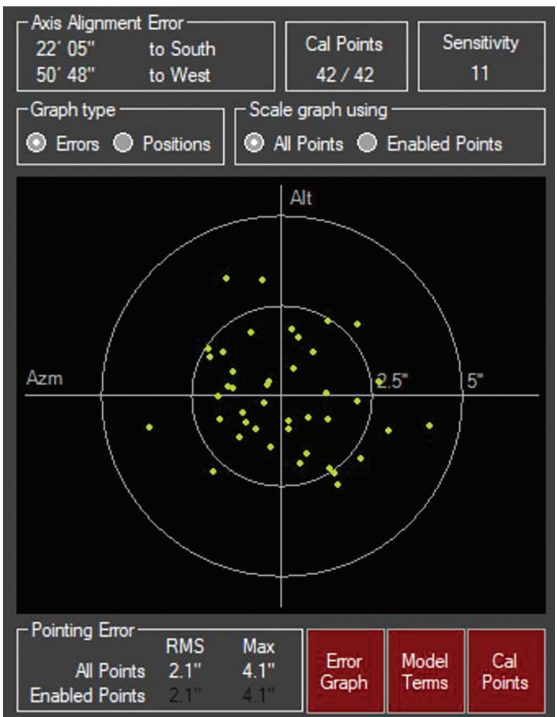 Axis Alignment Error
22' 05" to South
50' 48" to West
Cal Points
42 / 42
Sensitivity
11
Graph type
Errors Positions
Scale graph using
All Points Enabled Points
Alt
Azm
2.5" 5"
Pointing Error
RMS Max
All Points 2.1" 4.1"
Enabled Points 2.1" 4.1"
Error
Graph
Model
Terms
Cal
Points